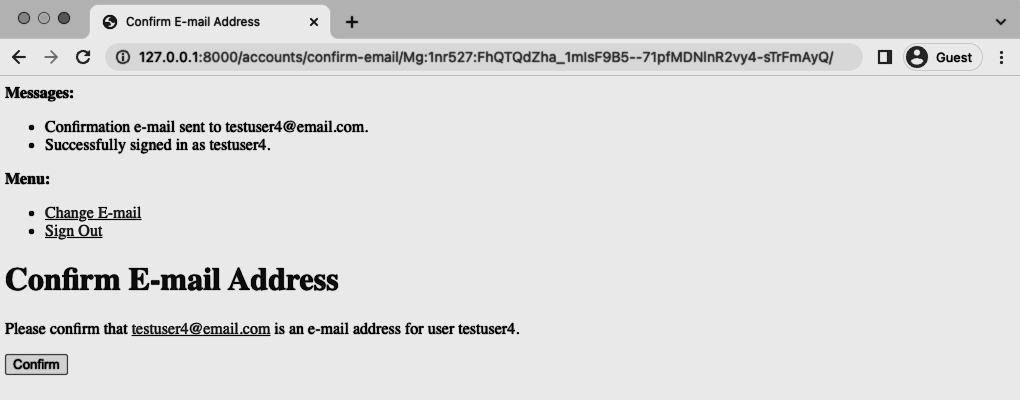 Confirm E-mail Address
127.0.0.1:8000/accounts/confirm-email/Mg:1nr527:FhQTQdZha_1mIsF9B5--71pfMDNlnR2vy4-sTrFmAyQ/
Guest
Messages:
Confirmation e-mail sent to testuser4@email.com.
Successfully signed in as testuser4.
Menu:
Change E-mail
Sign Out
Confirm E-mail Address
Please confirm that testuser4@email.com is an e-mail address for user testuser4.
Confirm